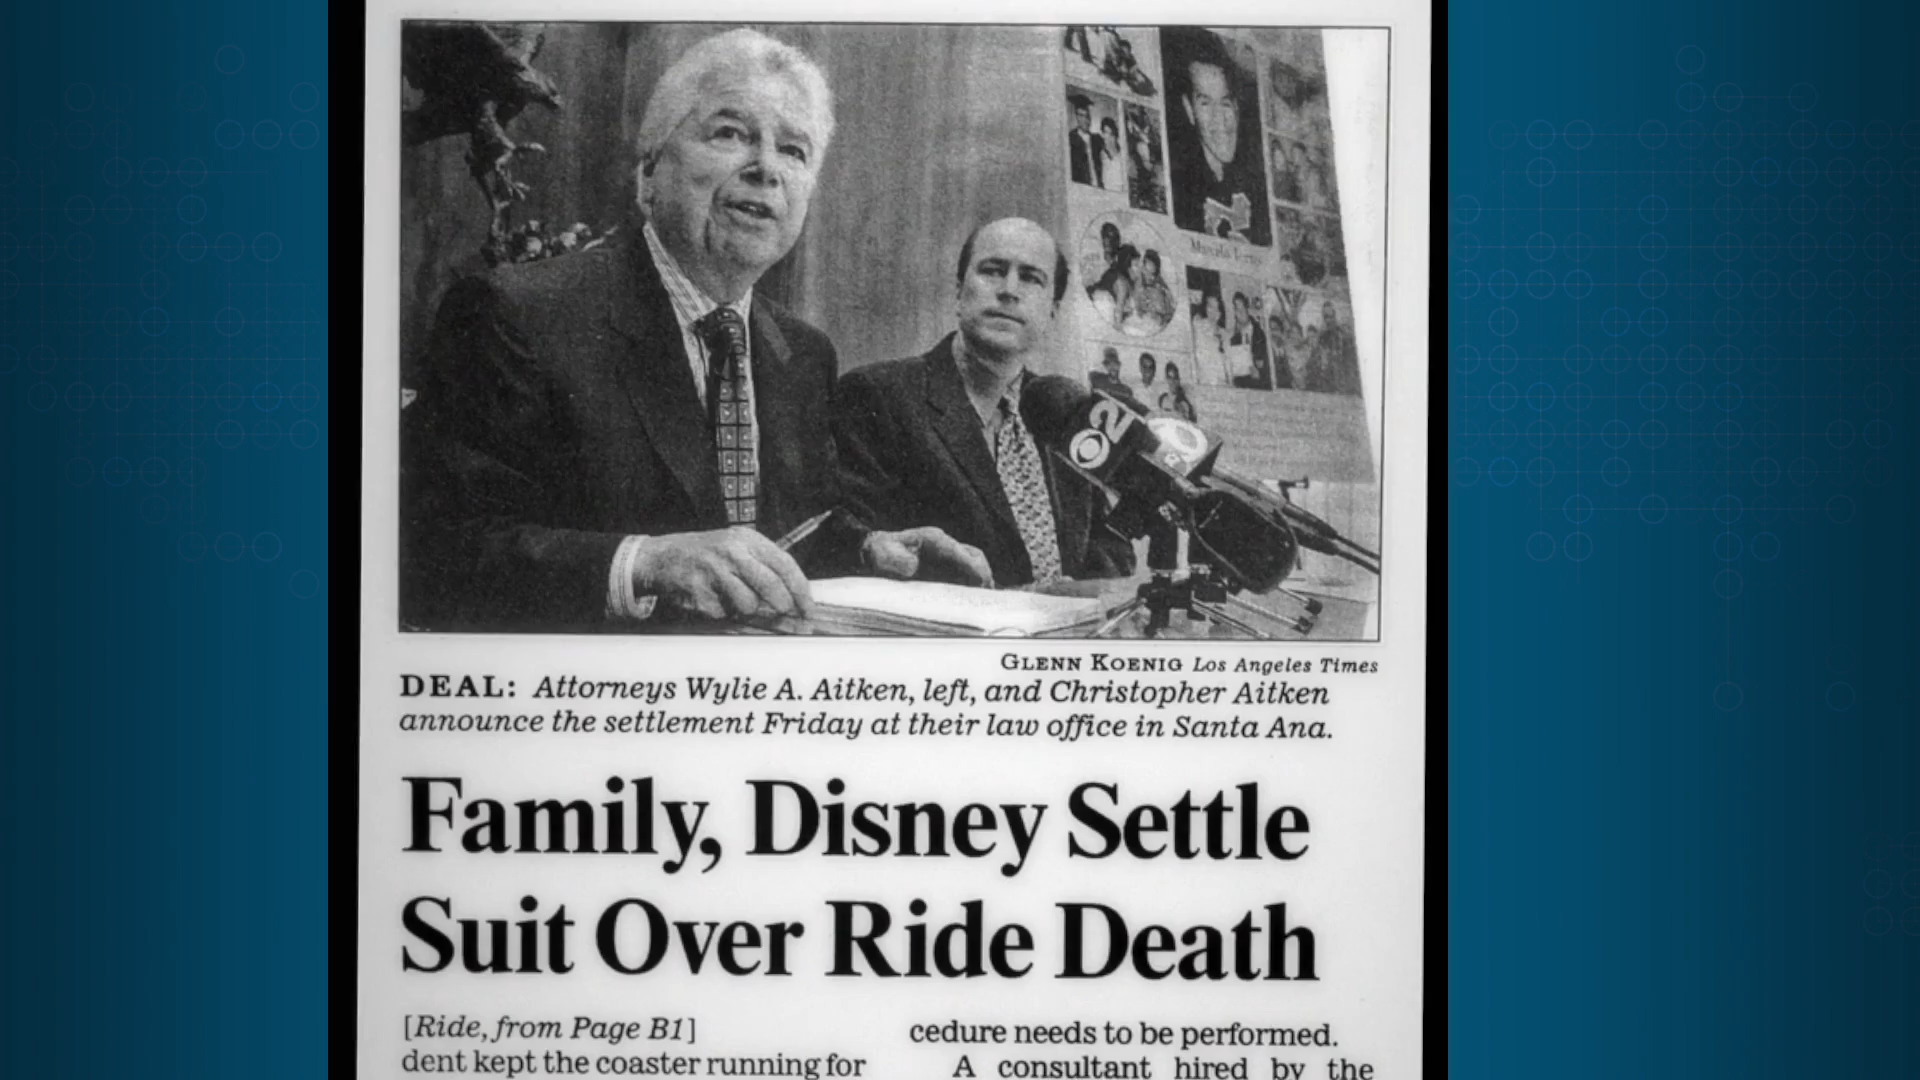 2
GLENN KOENIG Los Angeles Times
DEAL: Attorneys Wylie A. Aitken, left, and Christopher Aitken
announce the settlement Friday at their law office in Santa Ana.
Family, Disney Settle
Suit Over Ride Death
[Ride, from Page B1]
dent kept the coaster running for
cedure needs to be performed.
A consultant hired by the